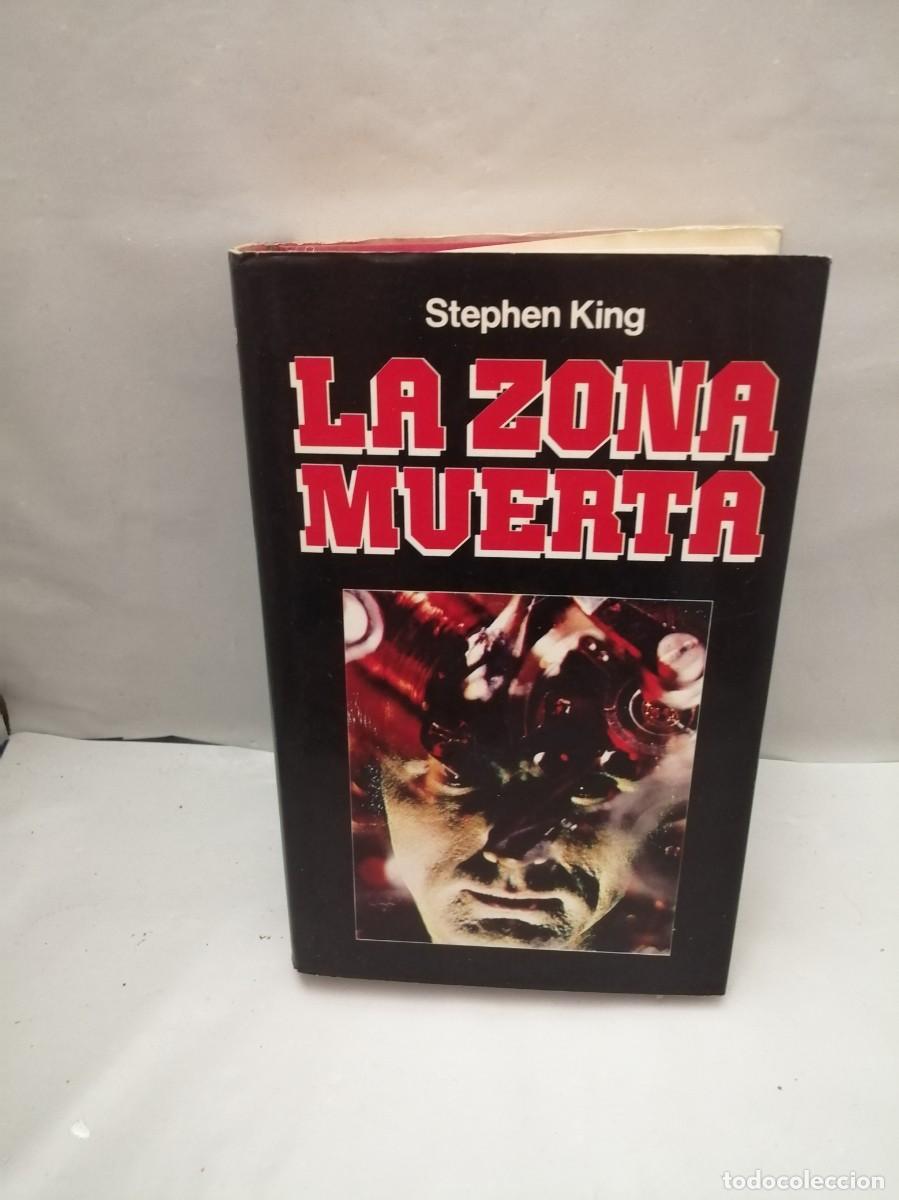 Stephen King
LA ZONA
MUERTA
todocoleccion